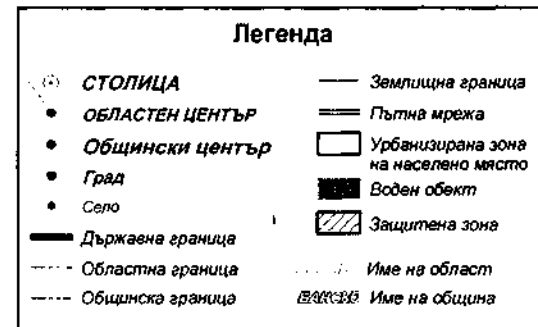 Легенда
СТОЛИЦА
ОБЛАСТЕН ЦЕНТЪР
Общински център
Град
Село
Държавна граница
Областна граница
Общинска граница
Землищна граница
Пътна мрежа
Урбанизирана зона
на населено място
Воден обект
Защитена зона
Име на област
БАНСКО Име на община